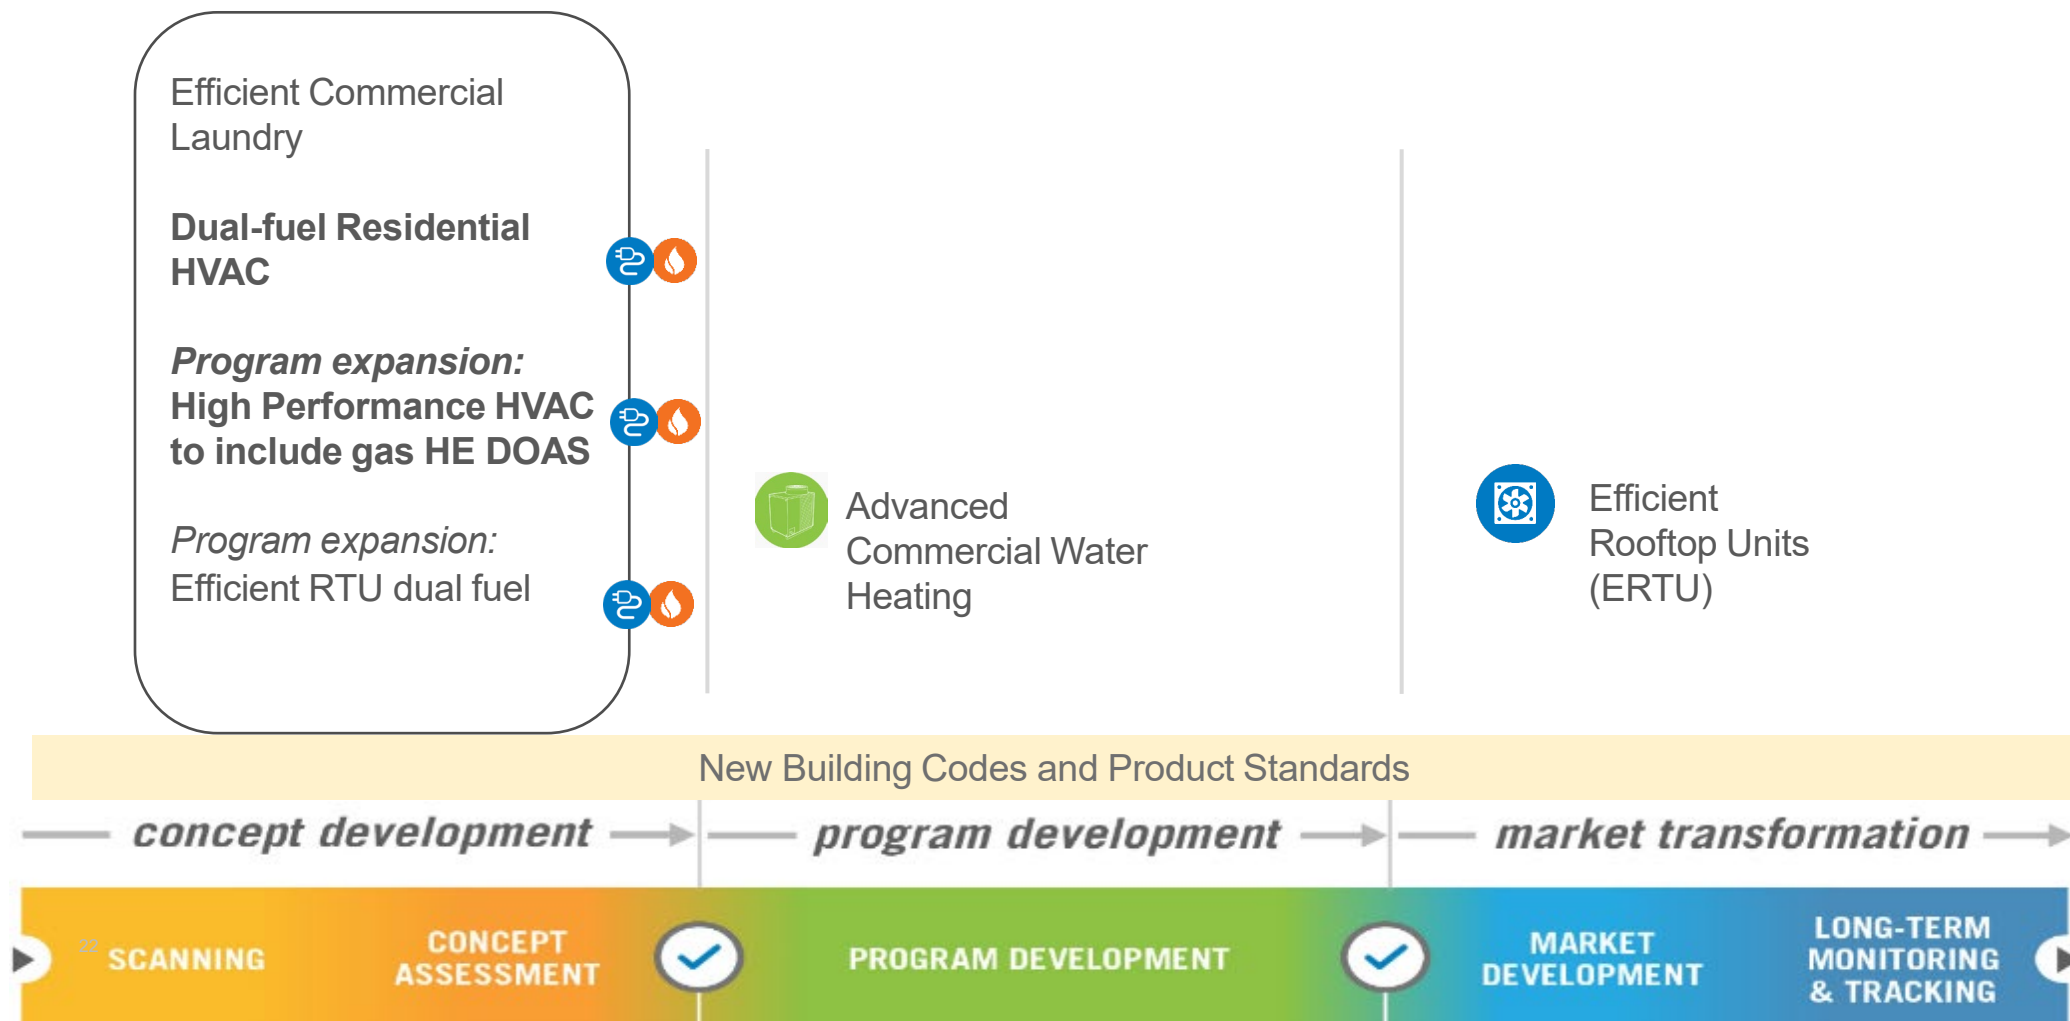 Efficient Commercial
Laundry
Dual-fuel Residential
HVAC
Program expansion:
High Performance HVAC
to include gas HE DOAS
Program expansion:
Efficient RTU dual fuel
Advanced
Commercial Water
Heating
Efficient
Rooftop Units
(ERTU)
New Building Codes and Product Standards
concept development
program development
market transformation
22
SCANNING
CONCEPT
ASSESSMENT
PROGRAM DEVELOPMENT
MARKET
DEVELOPMENT
LONG-TERM
MONITORING
& TRACKING